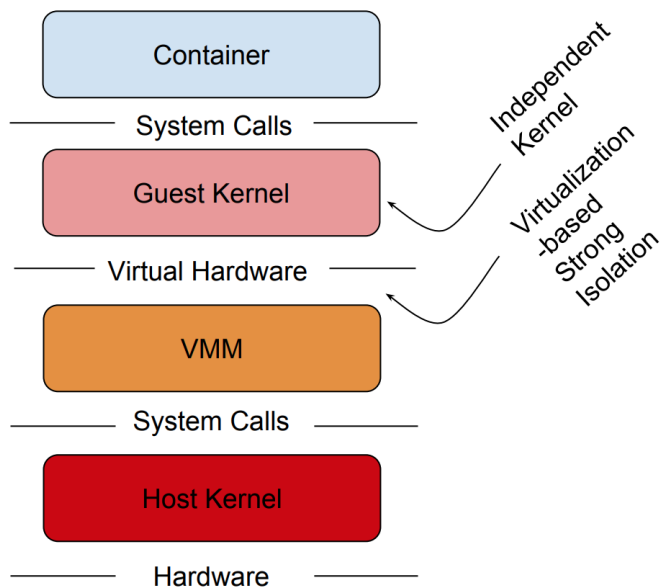 Container
System Calls
Guest Kernel
Virtual Hardware
VMM
System Calls
Host Kernel
Hardware
Independent
Kernel
Virtualization
-based
Strong
Isolation